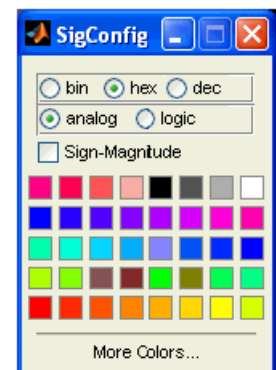 SigConfig
bin hex dec
analog logic
Sign-Magnitude
More Colors...